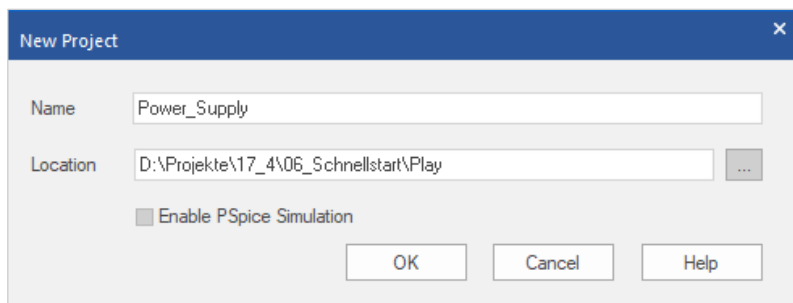 New Project
Name Power_Supply
Location D:\Projekte\17_4\06_Schnellstart\Play ...
Enable PSpice Simulation
OK Cancel Help